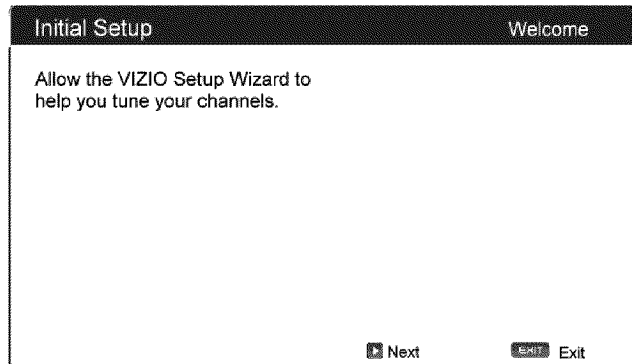 Initial Setup Welcome
Allow the VIZIO Setup Wizard to
help you tune your channels.
Next EXIT Exit